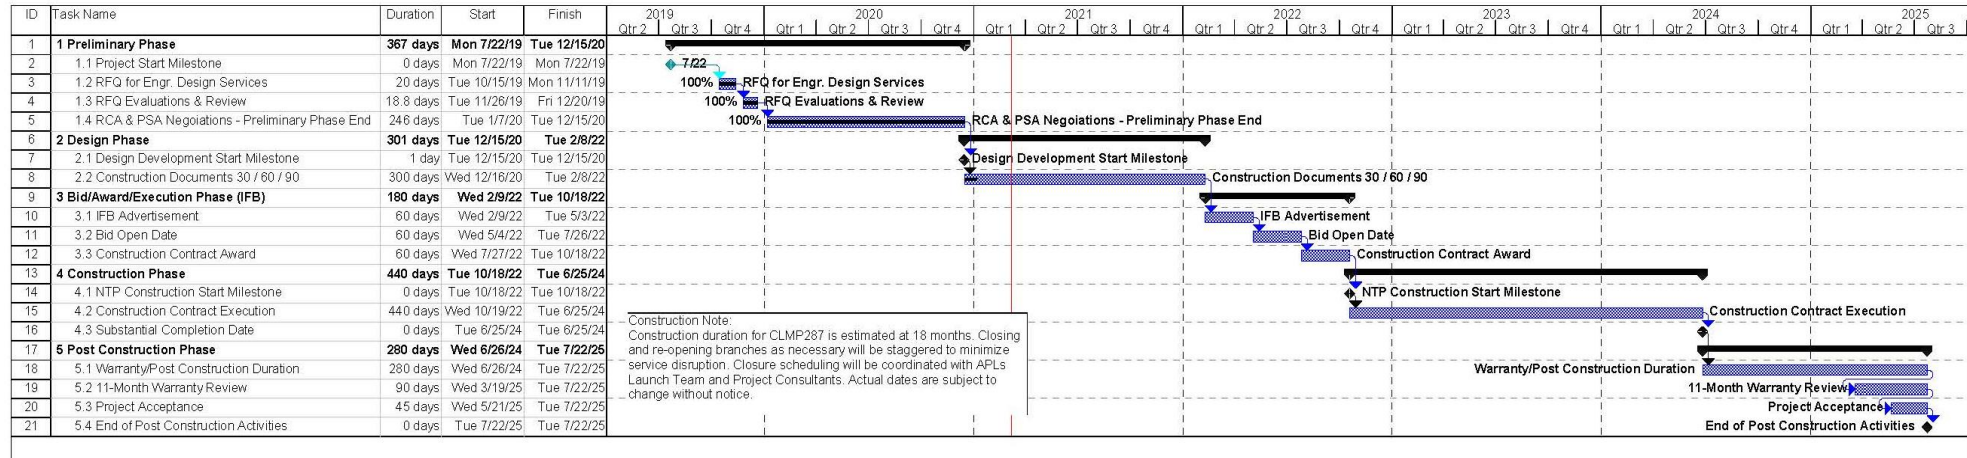 ID Task Name Duration Start Finish 2019 2020 2021 2022 2023 2024 2025
Qtr 2 Qtr 3 Qtr 4 Qtr 1 Qtr 2 Qtr 3 Qtr 4 Qtr 1 Qtr 2 Qtr 3 Qtr 4 Qtr 1 Qtr 2 Qtr 3 Qtr 4 Qtr 1 Qtr 2 Qtr 3 Qtr 4 Qtr 1 Qtr 2 Qtr 3 Qtr 4 Qtr 1 Qtr 2 Qtr 3
1 1 Preliminary Phase 367 days Mon 7/22/19 Tue 12/15/20
2 1.1 Project Start Milestone 0 days Mon 7/22/19 Mon 7/22/19 7/22
3 1.2 RFQ for Engr. Design Services 20 days Tue 10/15/19 Mon 11/11/19 100% RFQ for Engr. Design Services
4 1.3 RFQ Evaluations & Review 18.8 days Tue 11/26/19 Fri 12/20/19 100% RFQ Evaluations & Review
5 1.4 RCA & PSA Negoiations - Preliminary Phase End 246 days Tue 1/7/20 Tue 12/15/20 100% RCA & PSA Negoiations - Preliminary Phase End
6 2 Design Phase 301 days Tue 12/15/20 Tue 2/8/22
7 2.1 Design Development Start Milestone 1 day Tue 12/15/20 Tue 12/15/20 Design Development Start Milestone
8 2.2 Construction Documents 30 / 60 / 90 300 days Wed 12/16/20 Tue 2/8/22 Construction Documents 30 / 60 / 90
9 3 Bid/Award/Execution Phase (IFB) 180 days Wed 2/9/22 Tue 10/18/22
10 3.1 IFB Advertisement 60 days Wed 2/9/22 Tue 5/3/22 IFB Advertisement
11 3.2 Bid Open Date 60 days Wed 5/4/22 Tue 7/26/22 Bid Open Date
12 3.3 Construction Contract Award 60 days Wed 7/27/22 Tue 10/18/22 Construction Contract Award
13 4 Construction Phase 440 days Tue 10/18/22 Tue 6/25/24
14 4.1 NTP Construction Start Milestone 0 days Tue 10/18/22 Tue 10/18/22 NTP Construction Start Milestone
15 4.2 Construction Contract Execution 440 days Wed 10/19/22 Tue 6/25/24 Construction Contract Execution
16 4.3 Substantial Completion Date 0 days Tue 6/25/24 Tue 6/25/24
17 5 Post Construction Phase 280 days Wed 6/26/24 Tue 7/22/25
18 5.1 Warranty/Post Construction Duration 280 days Wed 6/26/24 Tue 7/22/25 Warranty/Post Construction Duration
19 5.2 11-Month Warranty Review 90 days Wed 3/19/25 Tue 7/22/25 11-Month Warranty Review
20 5.3 Project Acceptance 45 days Wed 5/21/25 Tue 7/22/25 Project Acceptance
21 5.4 End of Post Construction Activities 0 days Tue 7/22/25 Tue 7/22/25 End of Post Construction Activities
Construction Note:
Construction duration for CLMP287 is estimated at 18 months. Closing
and re-opening branches as necessary will be staggered to minimize
service disruption. Closure scheduling will be coordinated with APLs
Launch Team and Project Consultants. Actual dates are subject to
change without notice.